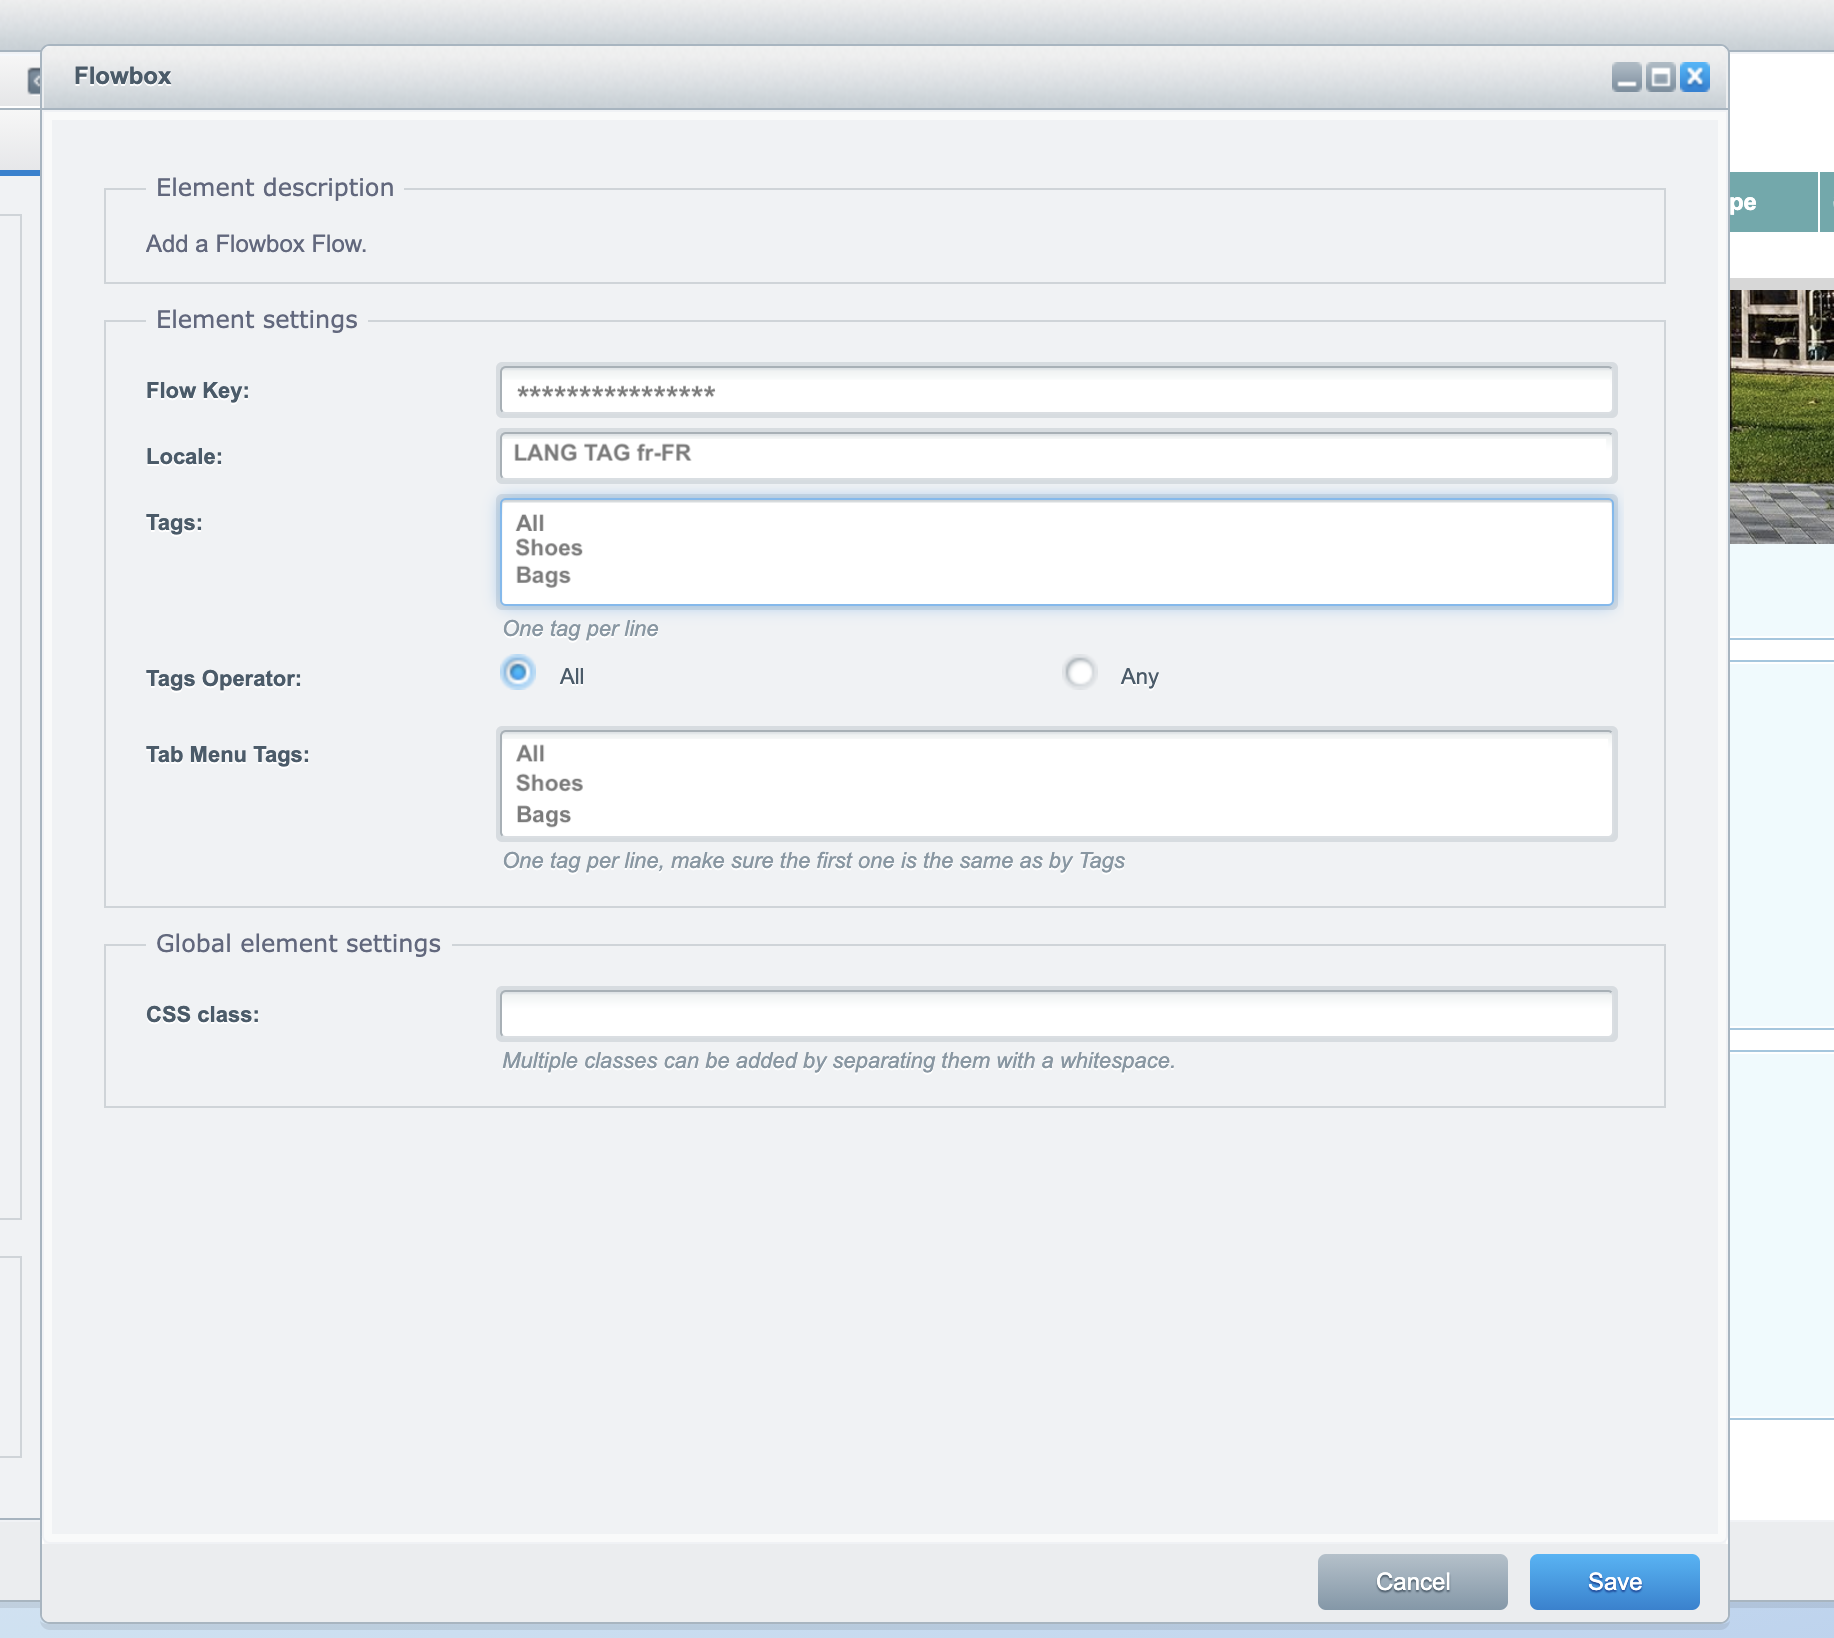 Flowbox
Element description
Add a Flowbox Flow.
Element settings
Flow Key:
****************
Locale:
LANG TAG fr-FR
Tags:
All
Shoes
Bags
One tag per line
Tags Operator:
All
Any
Tab Menu Tags:
All
Shoes
Bags
One tag per line, make sure the first one is the same as by Tags
Global element settings
CSS class:
Multiple classes can be added by separating them with a whitespace.
Cancel
Save
pe